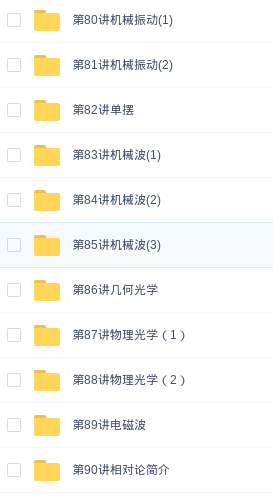 第80讲机械振动(1)
第81讲机械振动(2)
第82讲单摆
第83讲机械波(1)
第84讲机械波(2)
第85讲机械波(3)
第86讲几何光学
第87讲物理光学（1）
第88讲物理光学（2）
第89讲电磁波
第90讲相对论简介